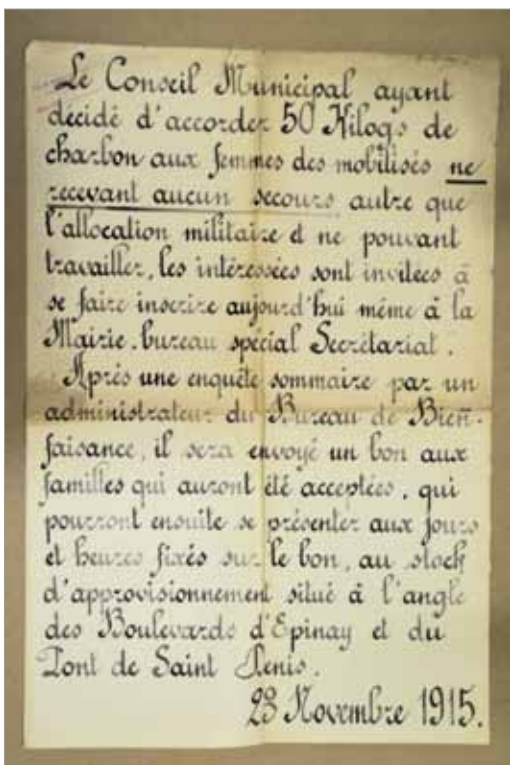 Le Conseil Municipal ayant
décidé d'accorder 50 Kilogs de
charbon aux femmes des mobilisés ne
recevant aucun secours autre que
l'allocation militaire et ne pouvant
travailler, les intéressées sont invitées à
se faire inscrire aujourd'hui même à la
Mairie. bureau spécial Secrétariat.
Après une enquête sommaire par un
administrateur du Bureau de Bien-
faisance, il sera envoyé un bon aux
familles qui auront été acceptées, qui
pourront ensuite se présenter aux jours
et heures fixés sur le bon, au stock
d'approvisionnement situé à l'angle
des Boulevards d'Epinay et du
Pont de Saint Denis.
23 Novembre 1915.